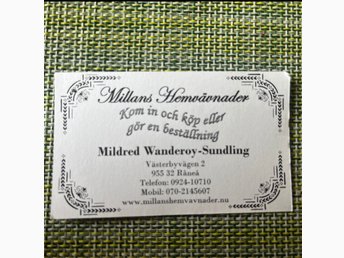 Millans Hemvävnader
Kom in och köp eller
gör en beställning
Mildred Wanderoy-Sundling
Västerbyvägen 2
955 32 Råneå
Telefon: 0924-10710
Mobil: 070-2145607
www.millanshemvavnader.nu